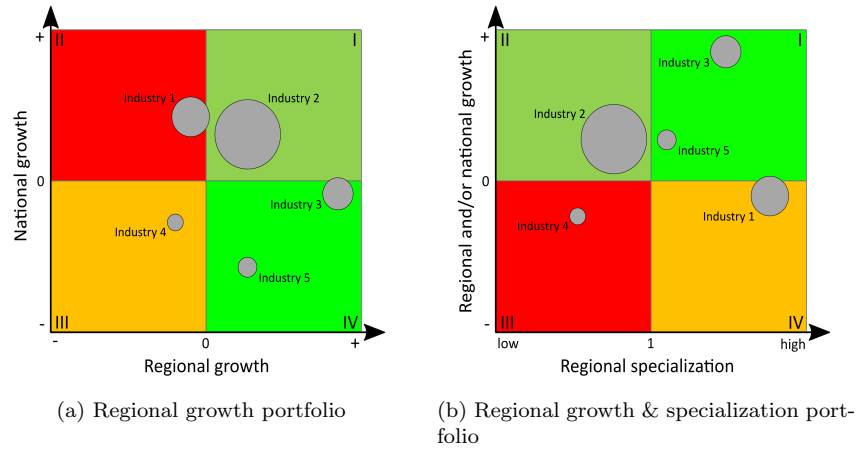 National growth
+
0
-
II
I
Industry 1
Industry 2
Industry 3
Industry 4
Industry 5
III
IV
-
0
+
Regional growth
(a) Regional growth portfolio
Regional and/or national growth
+
0
-
II
I
Industry 3
Industry 2
Industry 5
Industry 4
Industry 1
III
IV
low
1
high
Regional specialization
(b) Regional growth & specialization port-
folio